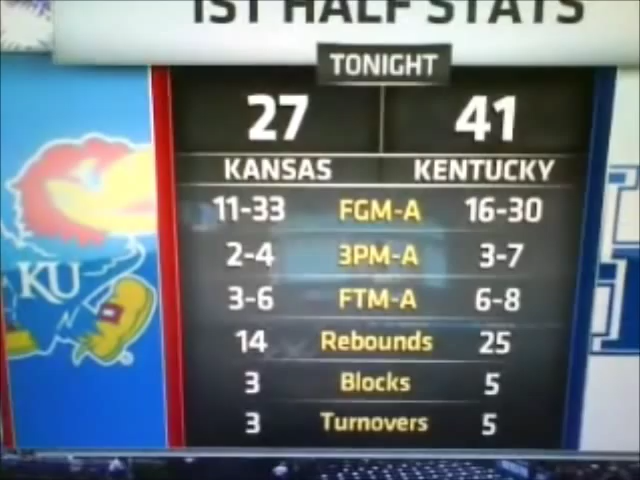 1ST HALF STATS
TONIGHT
27 41
KANSAS KENTUCKY
11-33 FGM-A 16-30
2-4 3PM-A 3-7
3-6 FTM-A 6-8
14 Rebounds 25
3 Blocks 5
3 Turnovers 5
KU